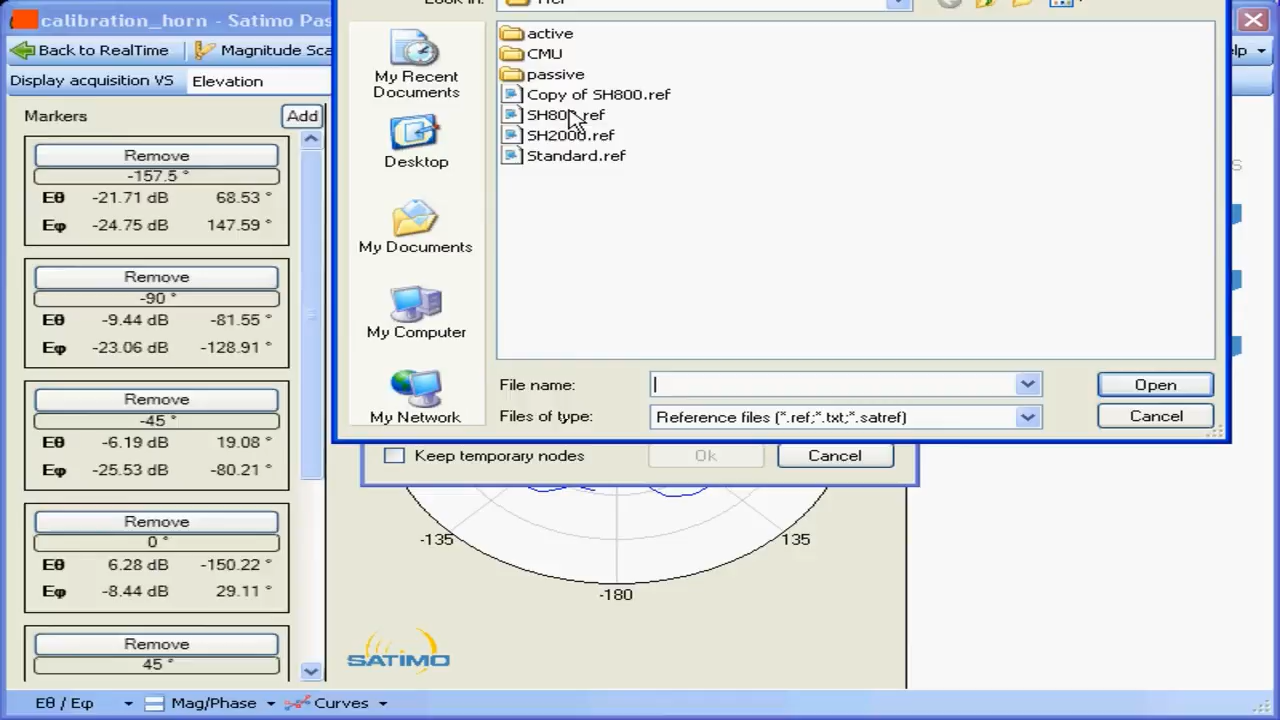 calibration_horn - Satimo Pas
Back to RealTime
Magnitude Sca
Display acquisition VS
Elevation
Markers
Add
Remove
-157.5 °
Eθ -21.71 dB 68.53 °
Eφ -24.75 dB 147.59 °
Remove
-90 °
Eθ -9.44 dB -81.55 °
Eφ -23.06 dB -128.91 °
Remove
-45 °
Eθ -6.19 dB 19.08 °
Eφ -25.53 dB -80.21 °
Remove
0 °
Eθ 6.28 dB -150.22 °
Eφ -8.44 dB 29.11 °
Remove
45 °
My Recent
Documents
Desktop
My Documents
My Computer
My Network
active
CMU
passive
Copy of SH800.ref
SH800.ref
SH2000.ref
Standard.ref
File name:
Open
Files of type:
Reference files (*.ref;*.txt;*.satref)
Cancel
Keep temporary nodes
Ok
Cancel
-135
135
-180
SATIMO
Eθ / Eφ
Mag/Phase
Curves